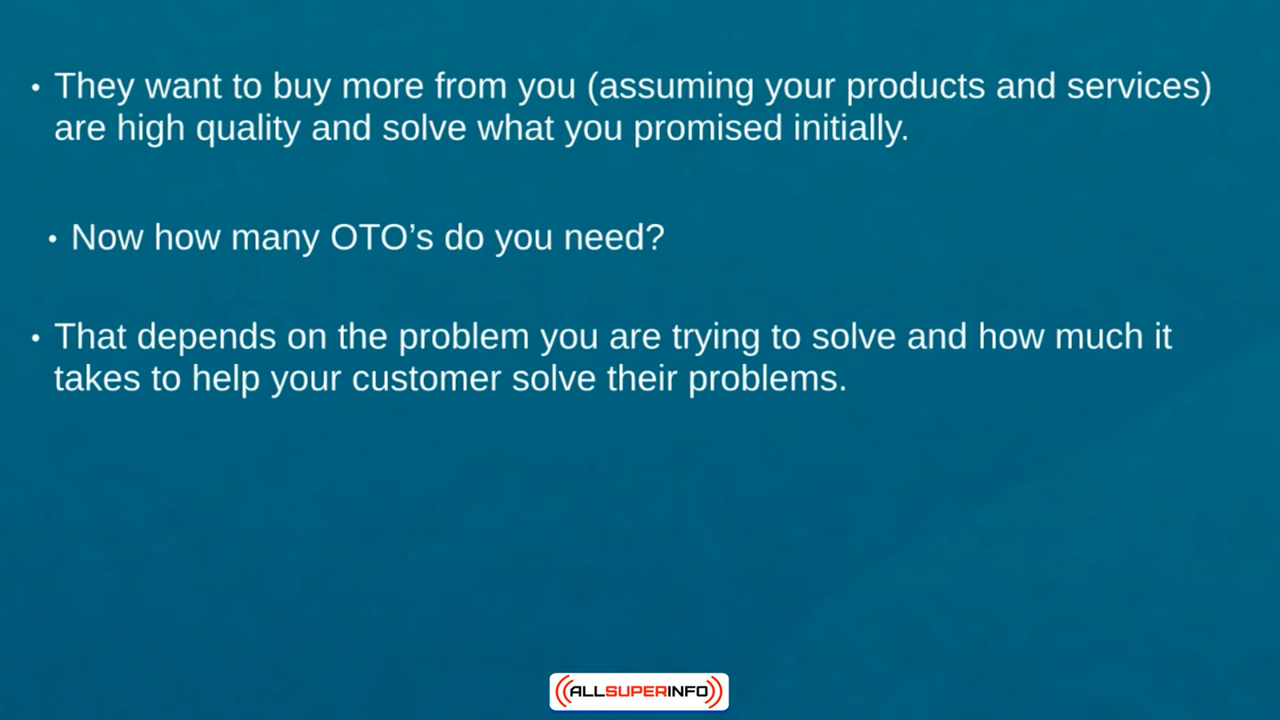 • They want to buy more from you (assuming your products and services)
are high quality and solve what you promised initially.
• Now how many OTO’s do you need?
• That depends on the problem you are trying to solve and how much it
takes to help your customer solve their problems.
((ALLSUPERINFO))